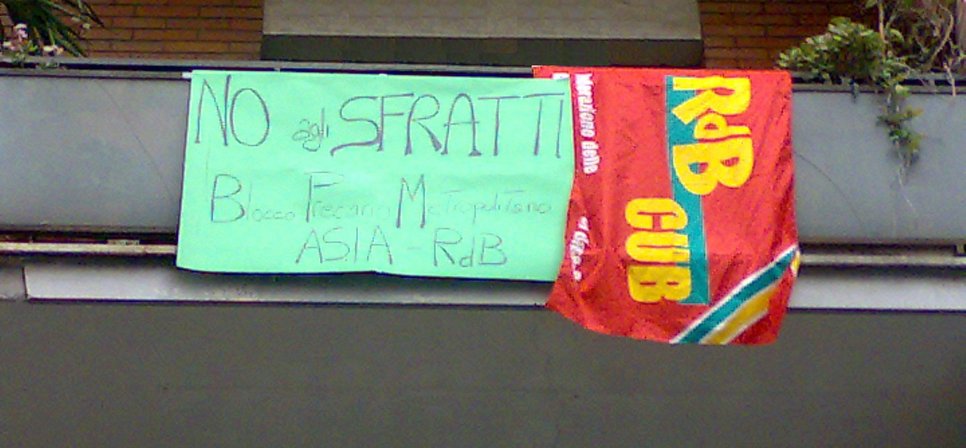 NO agli SFRATTI
Blocco Precario Metropolitano
ASIA - RdB
RdB
CUB